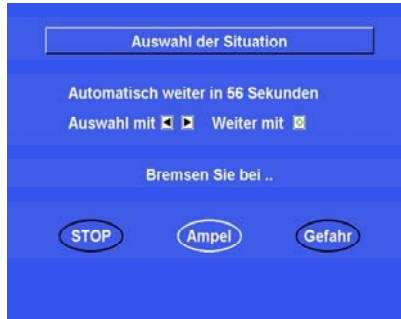 Auswahl der Situation
Automatisch weiter in 56 Sekunden
Auswahl mit ◄ ► Weiter mit ◊
Bremsen Sie bei ..
STOP Ampel Gefahr